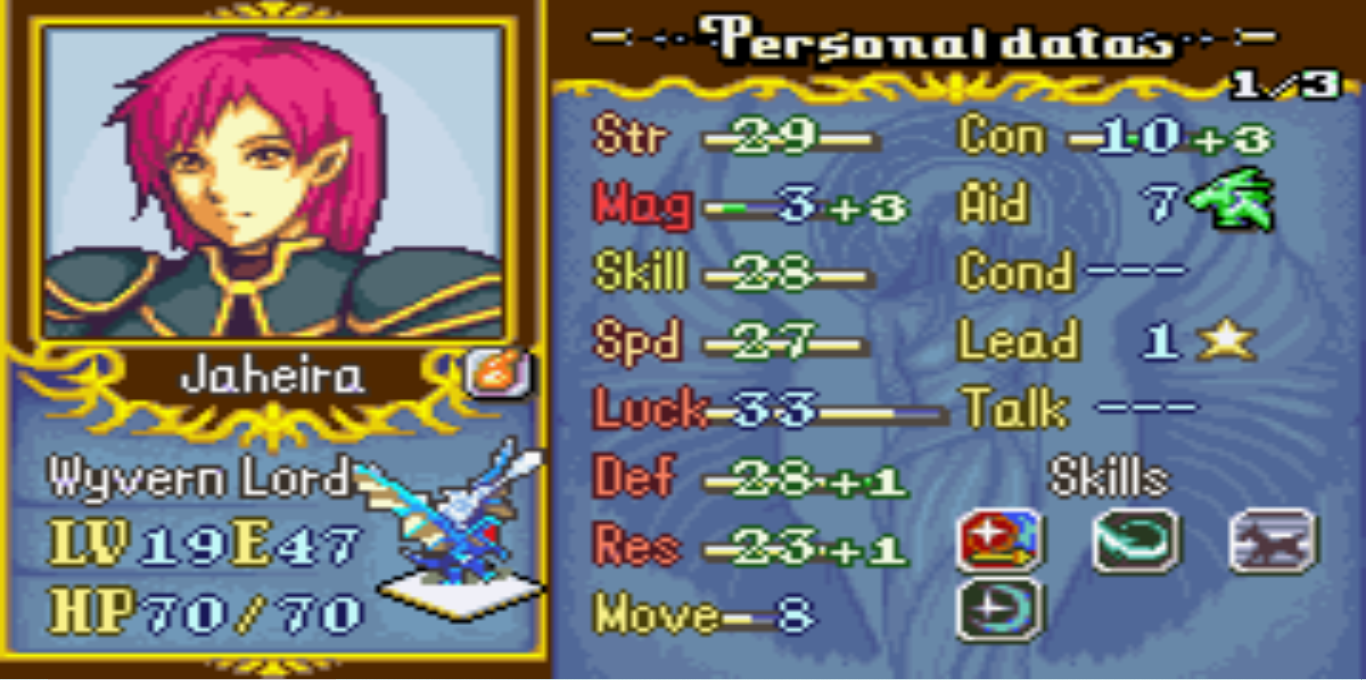 Personal datas
1/3
Str 29 Con 10 +3
Mag 3 +3 Aid 7
Skill 28 Cond ---
Spd 27 Lead 1
Luck 33 Talk ---
Def 28 +1 Skills
Res 23 +1
Move 8
Jaheira
Wyvern Lord
LV 19 E 47
HP 70/70